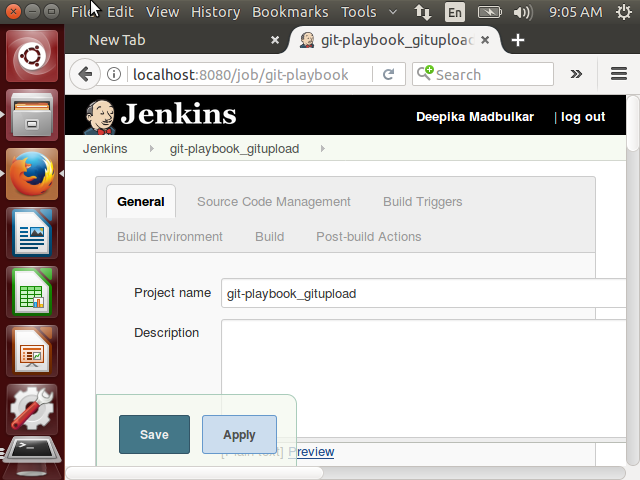 File Edit View History Bookmarks Tools En 9:05 AM
New Tab git-playbook_gitupload
localhost:8080/job/git-playbook Search
Jenkins Deepika Madbulkar | log out
Jenkins git-playbook_gitupload
General Source Code Management Build Triggers
Build Environment Build Post-build Actions
Project name git-playbook_gitupload
Description
Save Apply
[Plain text] Preview